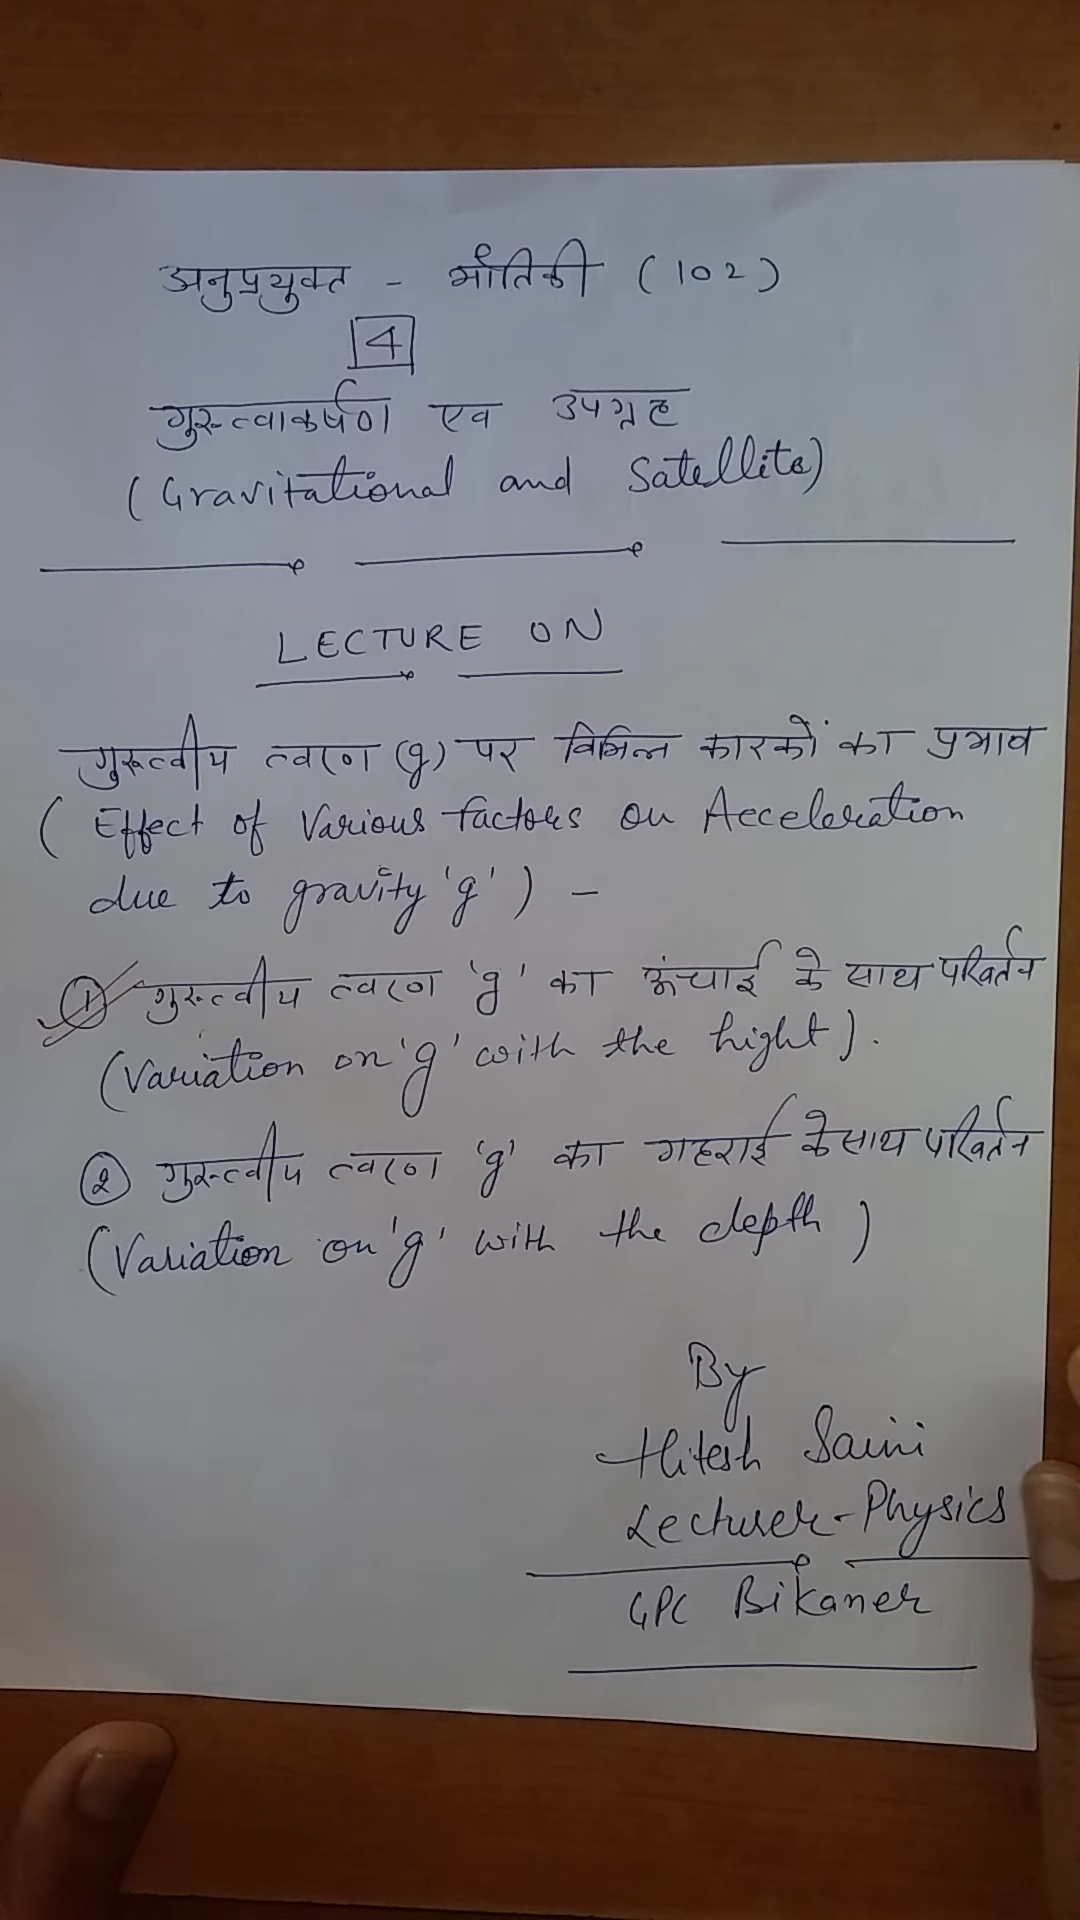 अनुप्रयुक्त - भौतिकी (102)
4
गुरुत्वाकर्षण एव उपगृह
(Gravitational and Satellite)
LECTURE ON
गुरूत्वीय त्वरण (g) पर विभिन्न कारकों का प्रभाव
(Effect of Various factors on Acceleration
due to gravity 'g') -
① गुरुत्वीय त्वरण 'g' का ऊंचाई के साथ परिवर्तन
(Variation on 'g' with the hight).
② गुरुत्वीय त्वरण 'g' का गहराई के साथ परिवर्तन
(Variation on 'g' with the depth)
By
Hitesh Saini
Lecturer-Physics
GPC Bikaner